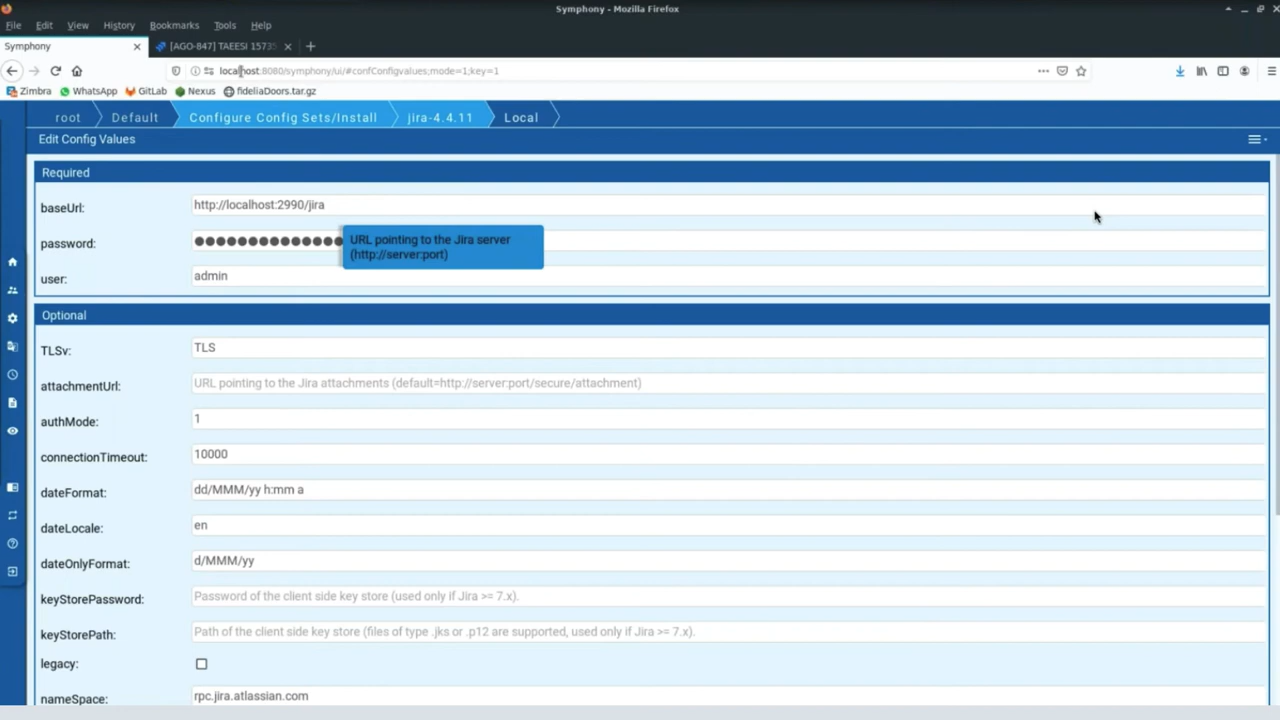 Symphony - Mozilla Firefox
File Edit View History Bookmarks Tools Help
Symphony
[AGO-847] TAEESI 1573
localhost:8080/symphony/ui/#confConfigvalues;mode=1;key=1
Zimbra WhatsApp GitLab Nexus fideliaDoors.tar.gz
root Default Configure Config Sets/Install jira-4.4.11 Local
Edit Config Values
Required
baseUrl: http://localhost:2990/jira
password: ●●●●●●●●●●●●●●
URL pointing to the Jira server
(http://server:port)
user: admin
Optional
TLSv: TLS
attachmentUrl: URL pointing to the Jira attachments (default=http://server:port/secure/attachment)
authMode: 1
connectionTimeout: 10000
dateFormat: dd/MMM/yy h:mm a
dateLocale: en
dateOnlyFormat: d/MMM/yy
keyStorePassword: Password of the client side key store (used only if Jira >= 7.x).
keyStorePath: Path of the client side key store (files of type .jks or .p12 are supported, used only if Jira >= 7.x).
legacy:
nameSpace: rpc.jira.atlassian.com